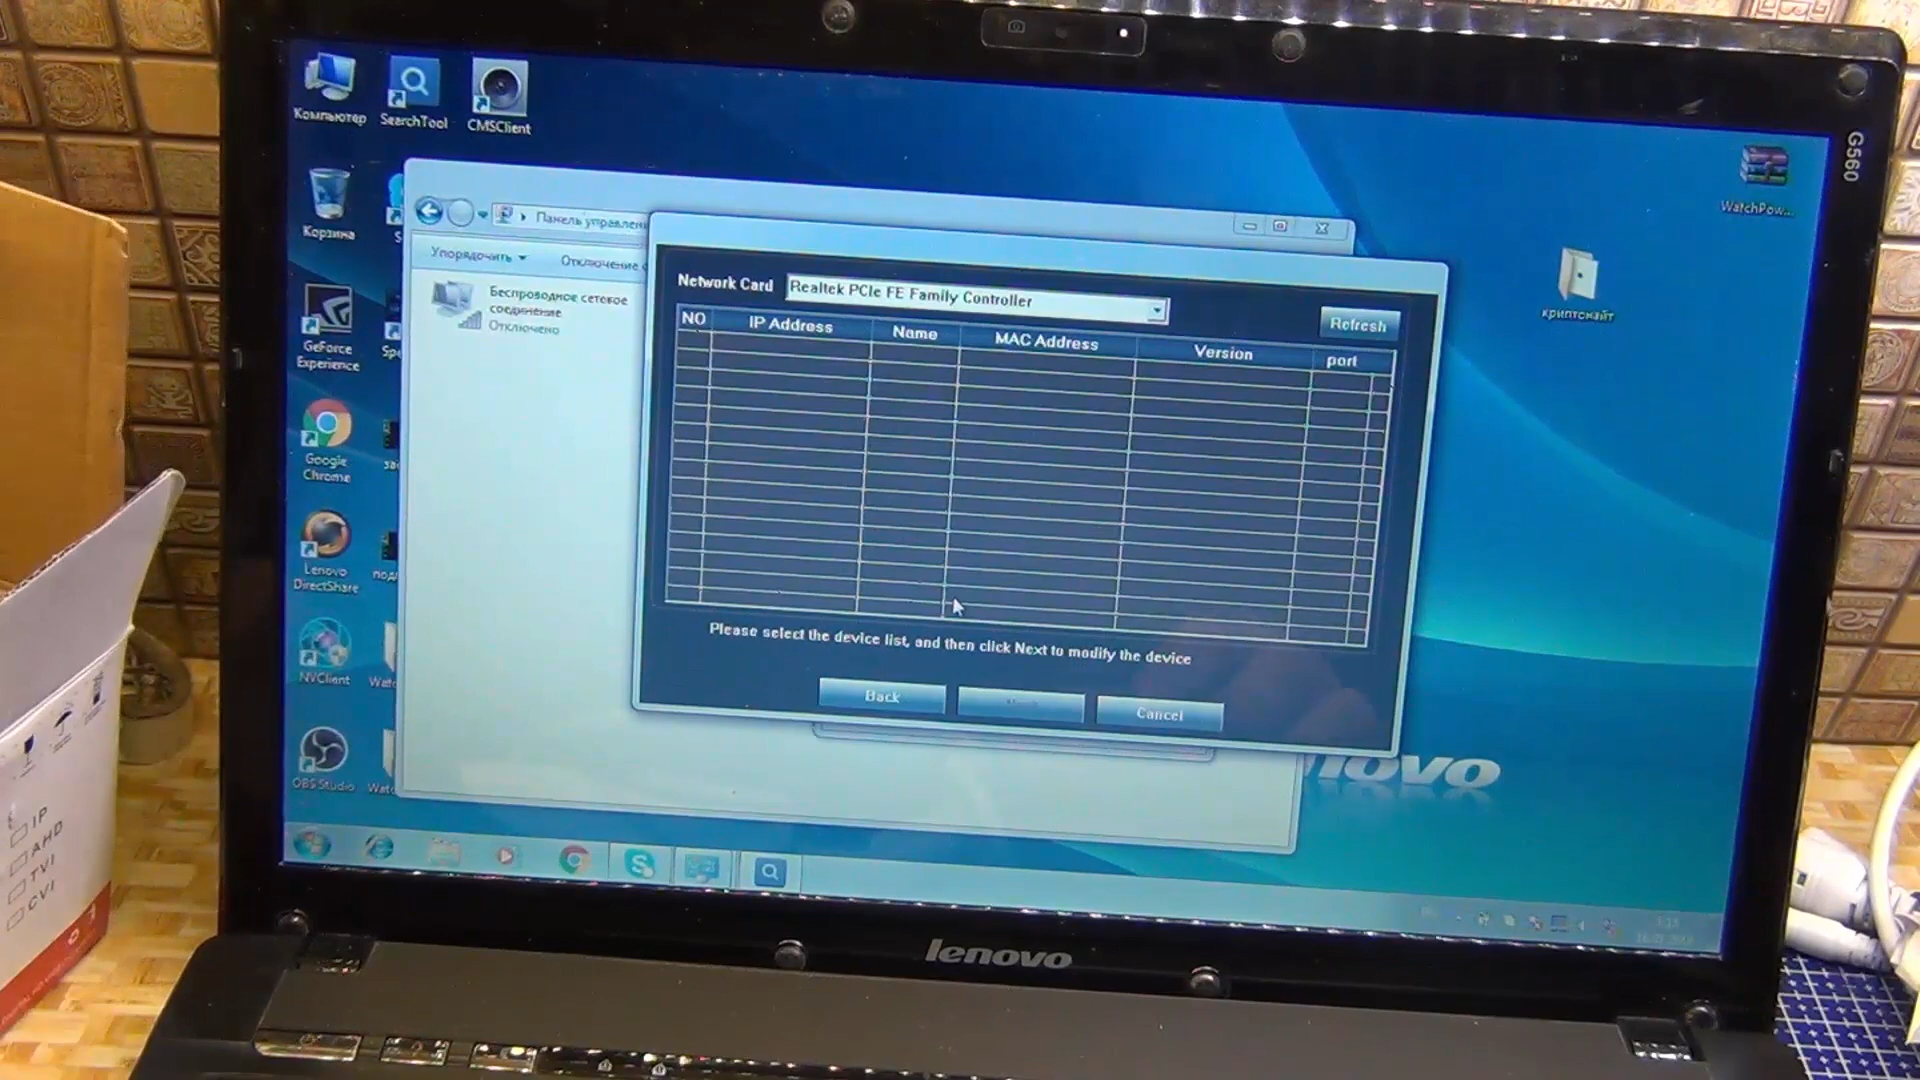 G560
Компьютер
SearchTool
CMSClient
WatchPow...
Корзина
Панель управлени
Упорядочить
Отключение
Беспроводное сетевое
соединение
Отключено
Network Card
Realtek PCIe FE Family Controller
Refresh
NO
IP Address
Name
MAC Address
Version
port
криптонайт
GeForce
Experience
Google
Chrome
Lenovo
DirectShare
NVClient
OBS Studio
Please select the device list, and then click Next to modify the device
Back
Cancel
novo
lenovo
IP
AHD
TVI
CVI